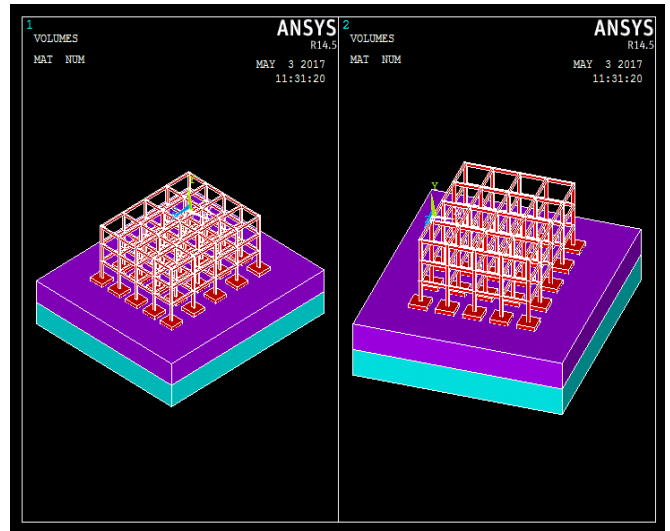 1
VOLUMES
MAT NUM
ANSYS
R14.5
MAY 3 2017
11:31:20
2
VOLUMES
MAT NUM
ANSYS
R14.5
MAY 3 2017
11:31:20
Y